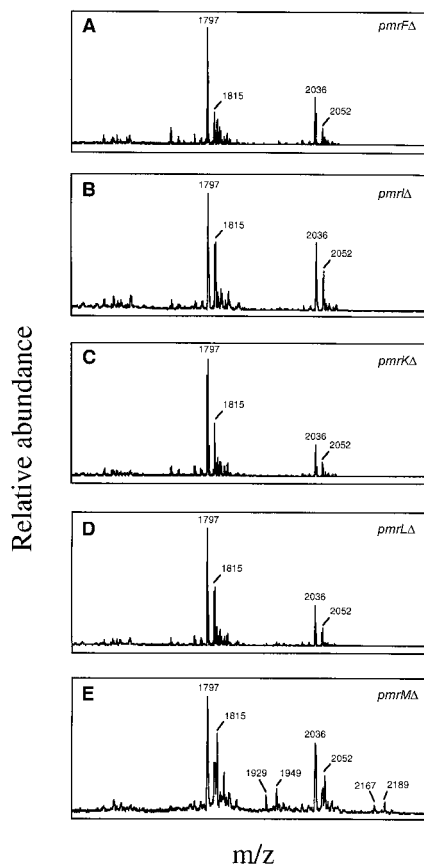 A
pmrFΔ
1797
1815
2036
2052
B
pmrIΔ
1797
1815
2036
2052
C
pmrKΔ
1797
1815
2036
2052
D
pmrLΔ
1797
1815
2036
2052
E
pmrMΔ
1797
1815
1929
1949
2036
2052
2167
2189
Relative abundance
m/z